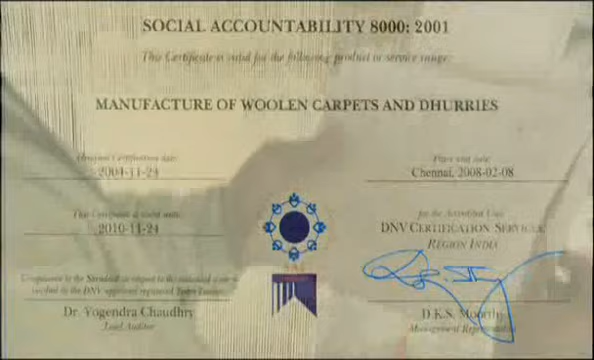 SOCIAL ACCOUNTABILITY 8000: 2001
This Certificate is valid for the following product or service range:
MANUFACTURE OF WOOLEN CARPETS AND DHURRIES
Original Certification date:
2004-11-24
Place and date:
Chennai, 2008-02-08
This Certificate is valid until:
2010-11-24
for the Accredited Unit:
DNV CERTIFICATION SERVICES
REGION INDIA
Dr. Yogendra Chaudhry
Lead Auditor
D.K.S. Moorthy
Management Representative